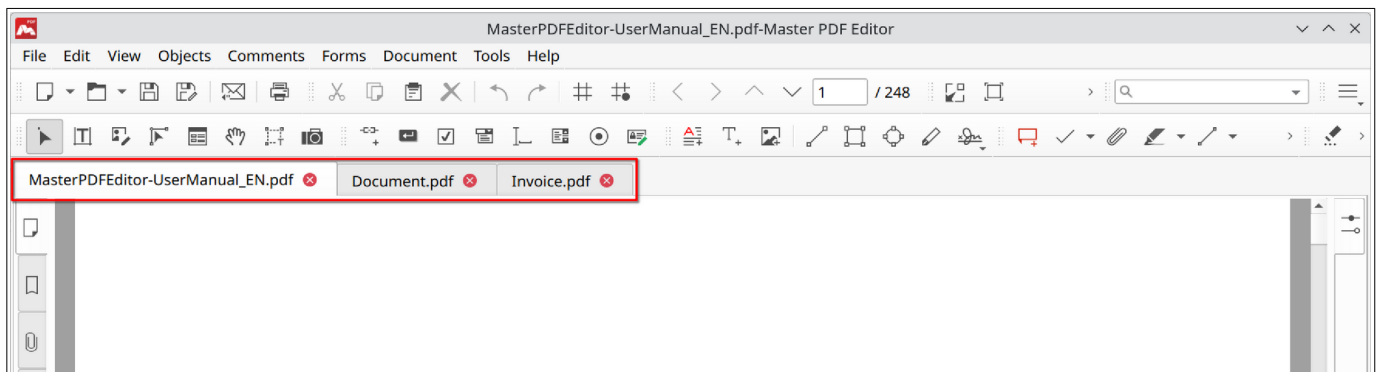 MasterPDFEditor-UserManual_EN.pdf-Master PDF Editor
File Edit View Objects Comments Forms Document Tools Help
1 / 248
MasterPDFEditor-UserManual_EN.pdf Document.pdf Invoice.pdf